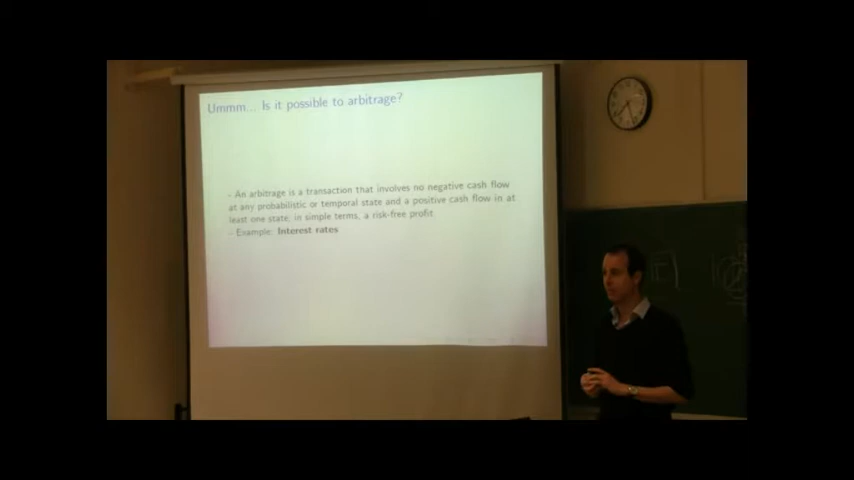 Ummm... Is it possible to arbitrage?
- An arbitrage is a transaction that involves no negative cash flow
at any probabilistic or temporal state and a positive cash flow in at
least one state; in simple terms, a risk-free profit
- Example: Interest rates